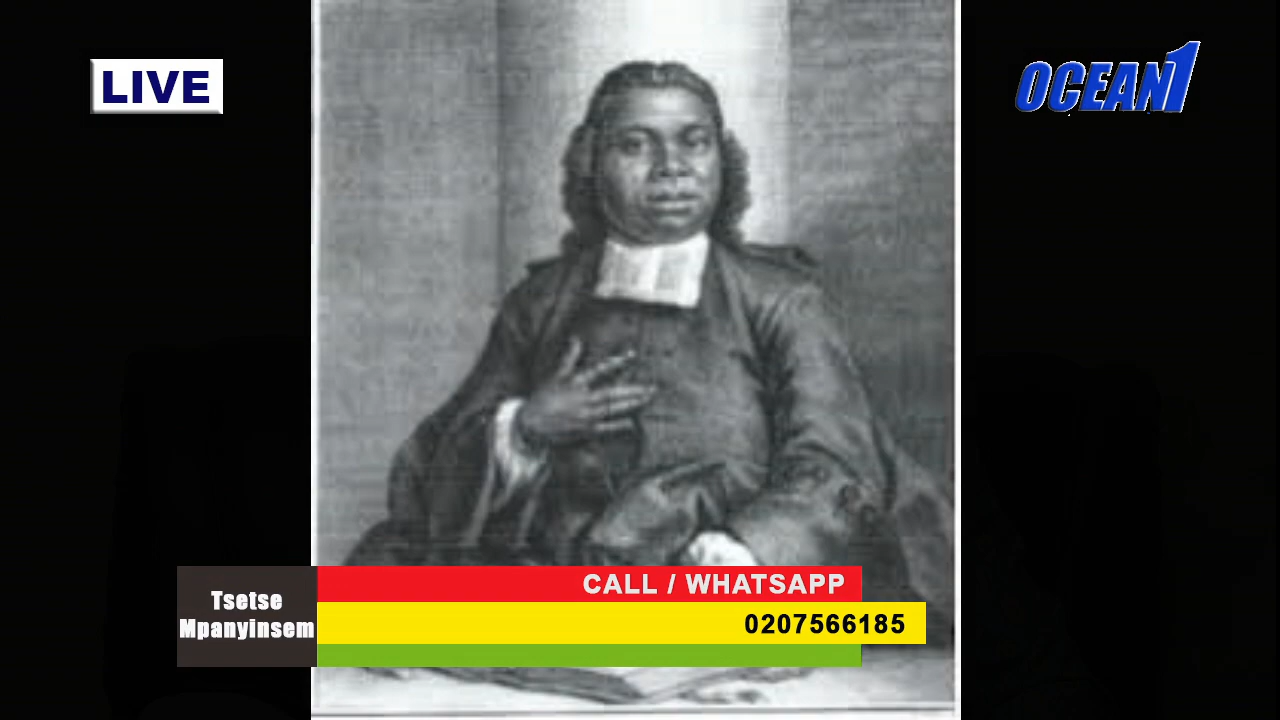 LIVE
OCEAN1
CALL / WHATSAPP
Tsetse
Mpanyinsem
0207566185